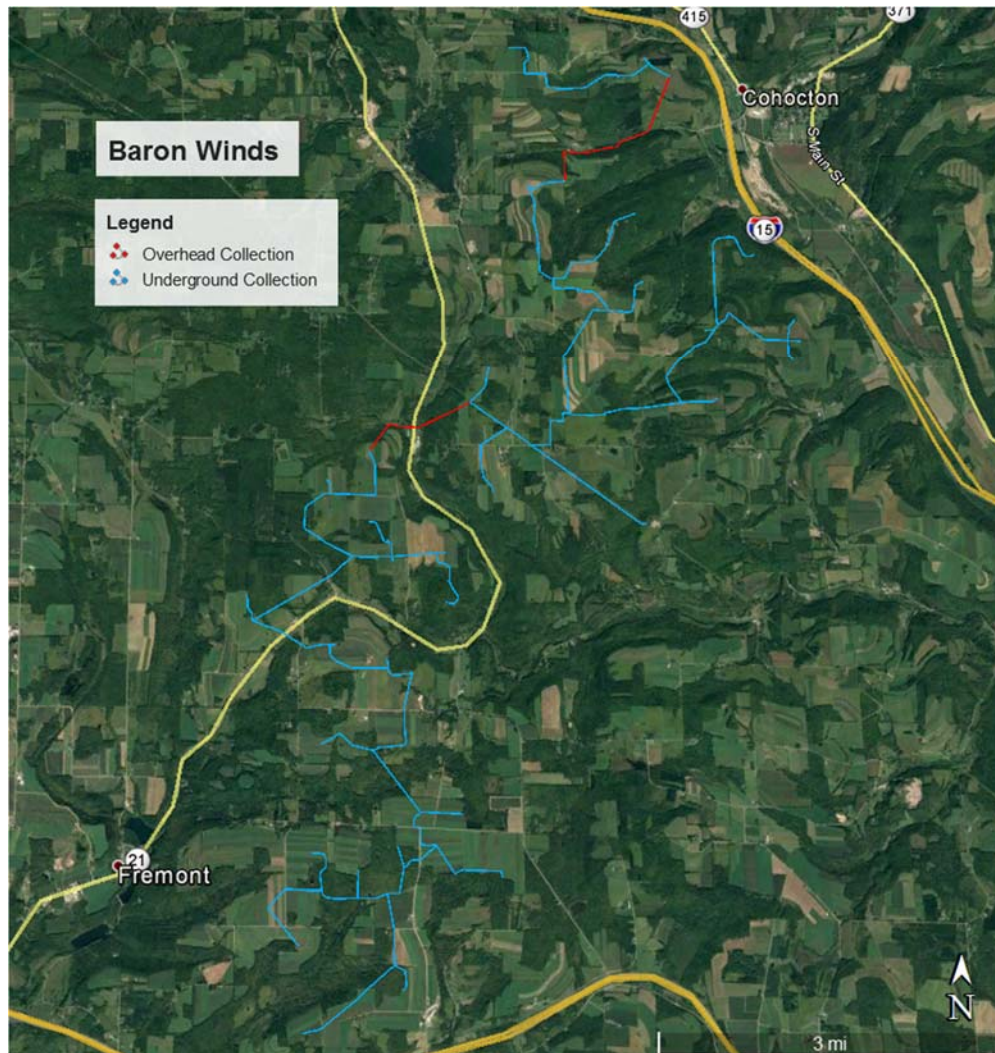 415
371
Cohocton
S Main St
Baron Winds
Legend
Overhead Collection
Underground Collection
15
21
Fremont
N
3 mi